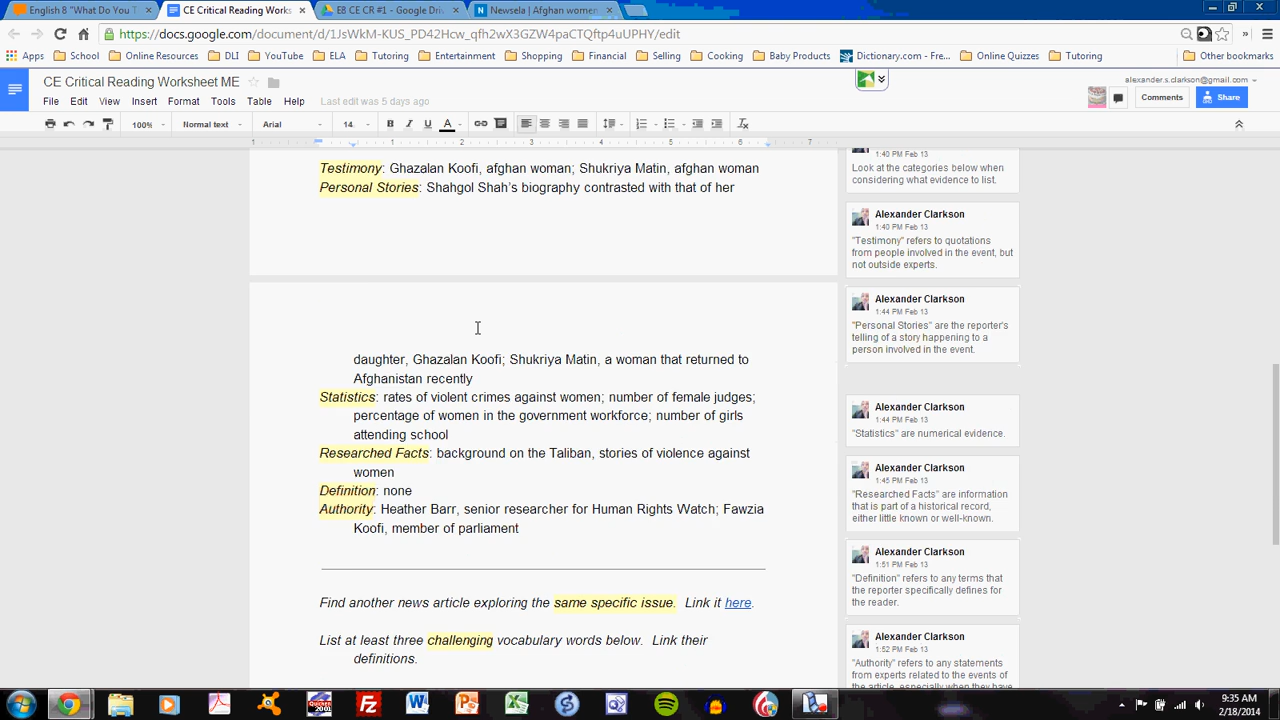 English 8 "What Do You T
CE Critical Reading Works
E8 CE CR #1 - Google Driv
Newsela | Afghan women
https://docs.google.com/document/d/1JsWkM-KUS_PD42Hcw_qfh2wX3GZW4paCTQftp4uUPHY/edit
Apps
School
Online Resources
DLI
YouTube
ELA
Tutoring
Entertainment
Shopping
Financial
Selling
Cooking
Baby Products
Dictionary.com - Fre...
Online Quizzes
Tutoring
Other bookmarks
CE Critical Reading Worksheet ME
alexander.s.clarkson@gmail.com
File Edit View Insert Format Tools Table Help Last edit was 5 days ago
Comments
Share
100% Normal text Arial 14 B I U A
1 1 2 3 4 5 6 7
Testimony: Ghazalan Koofi, afghan woman; Shukriya Matin, afghan woman
Personal Stories: Shahgol Shah's biography contrasted with that of her
daughter, Ghazalan Koofi; Shukriya Matin, a woman that returned to
Afghanistan recently
Statistics: rates of violent crimes against women; number of female judges;
percentage of women in the government workforce; number of girls
attending school
Researched Facts: background on the Taliban, stories of violence against
women
Definition: none
Authority: Heather Barr, senior researcher for Human Rights Watch; Fawzia
Koofi, member of parliament
Find another news article exploring the same specific issue. Link it here.
List at least three challenging vocabulary words below. Link their
definitions.
1:40 PM Feb 13
Look at the categories below when
considering what evidence to list.
Alexander Clarkson
1:40 PM Feb 13
"Testimony" refers to quotations
from people involved in the event, but
not outside experts.
Alexander Clarkson
1:44 PM Feb 13
"Personal Stories" are the reporter's
telling of a story happening to a
person involved in the event.
Alexander Clarkson
1:44 PM Feb 13
"Statistics" are numerical evidence.
Alexander Clarkson
1:45 PM Feb 13
"Researched Facts" are information
that is part of a historical record,
either little known or well-known.
Alexander Clarkson
1:51 PM Feb 13
"Definition" refers to any terms that
the reporter specifically defines for
the reader.
Alexander Clarkson
1:52 PM Feb 13
"Authority" refers to any statements
from experts related to the events of
the article, especially when they have
9:35 AM
2/18/2014